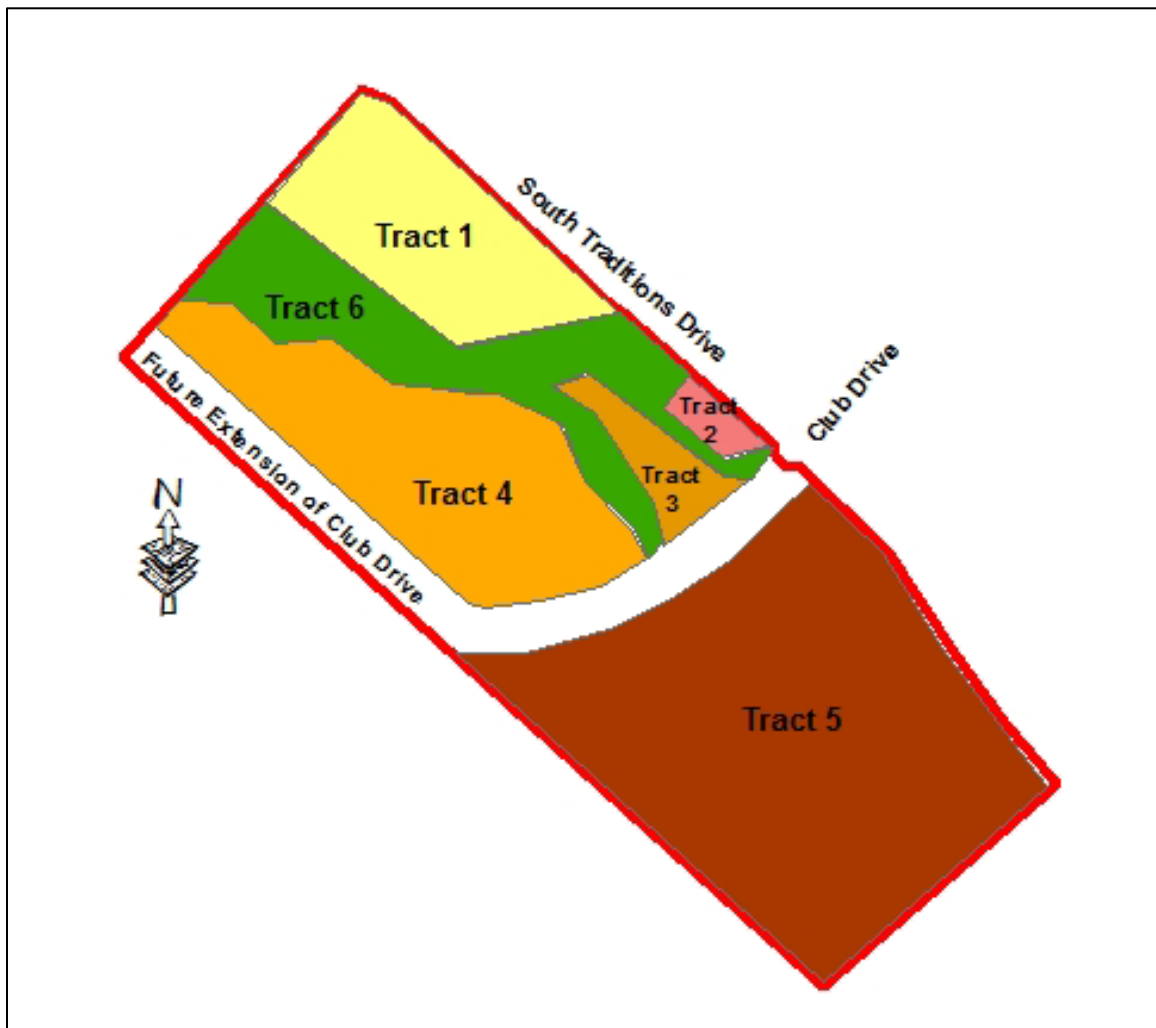 South Traditions Drive
Tract 1
Tract 6
Club Drive
Tract
2
Future Extension of Club Drive
Tract
3
Tract 4
N
Tract 5